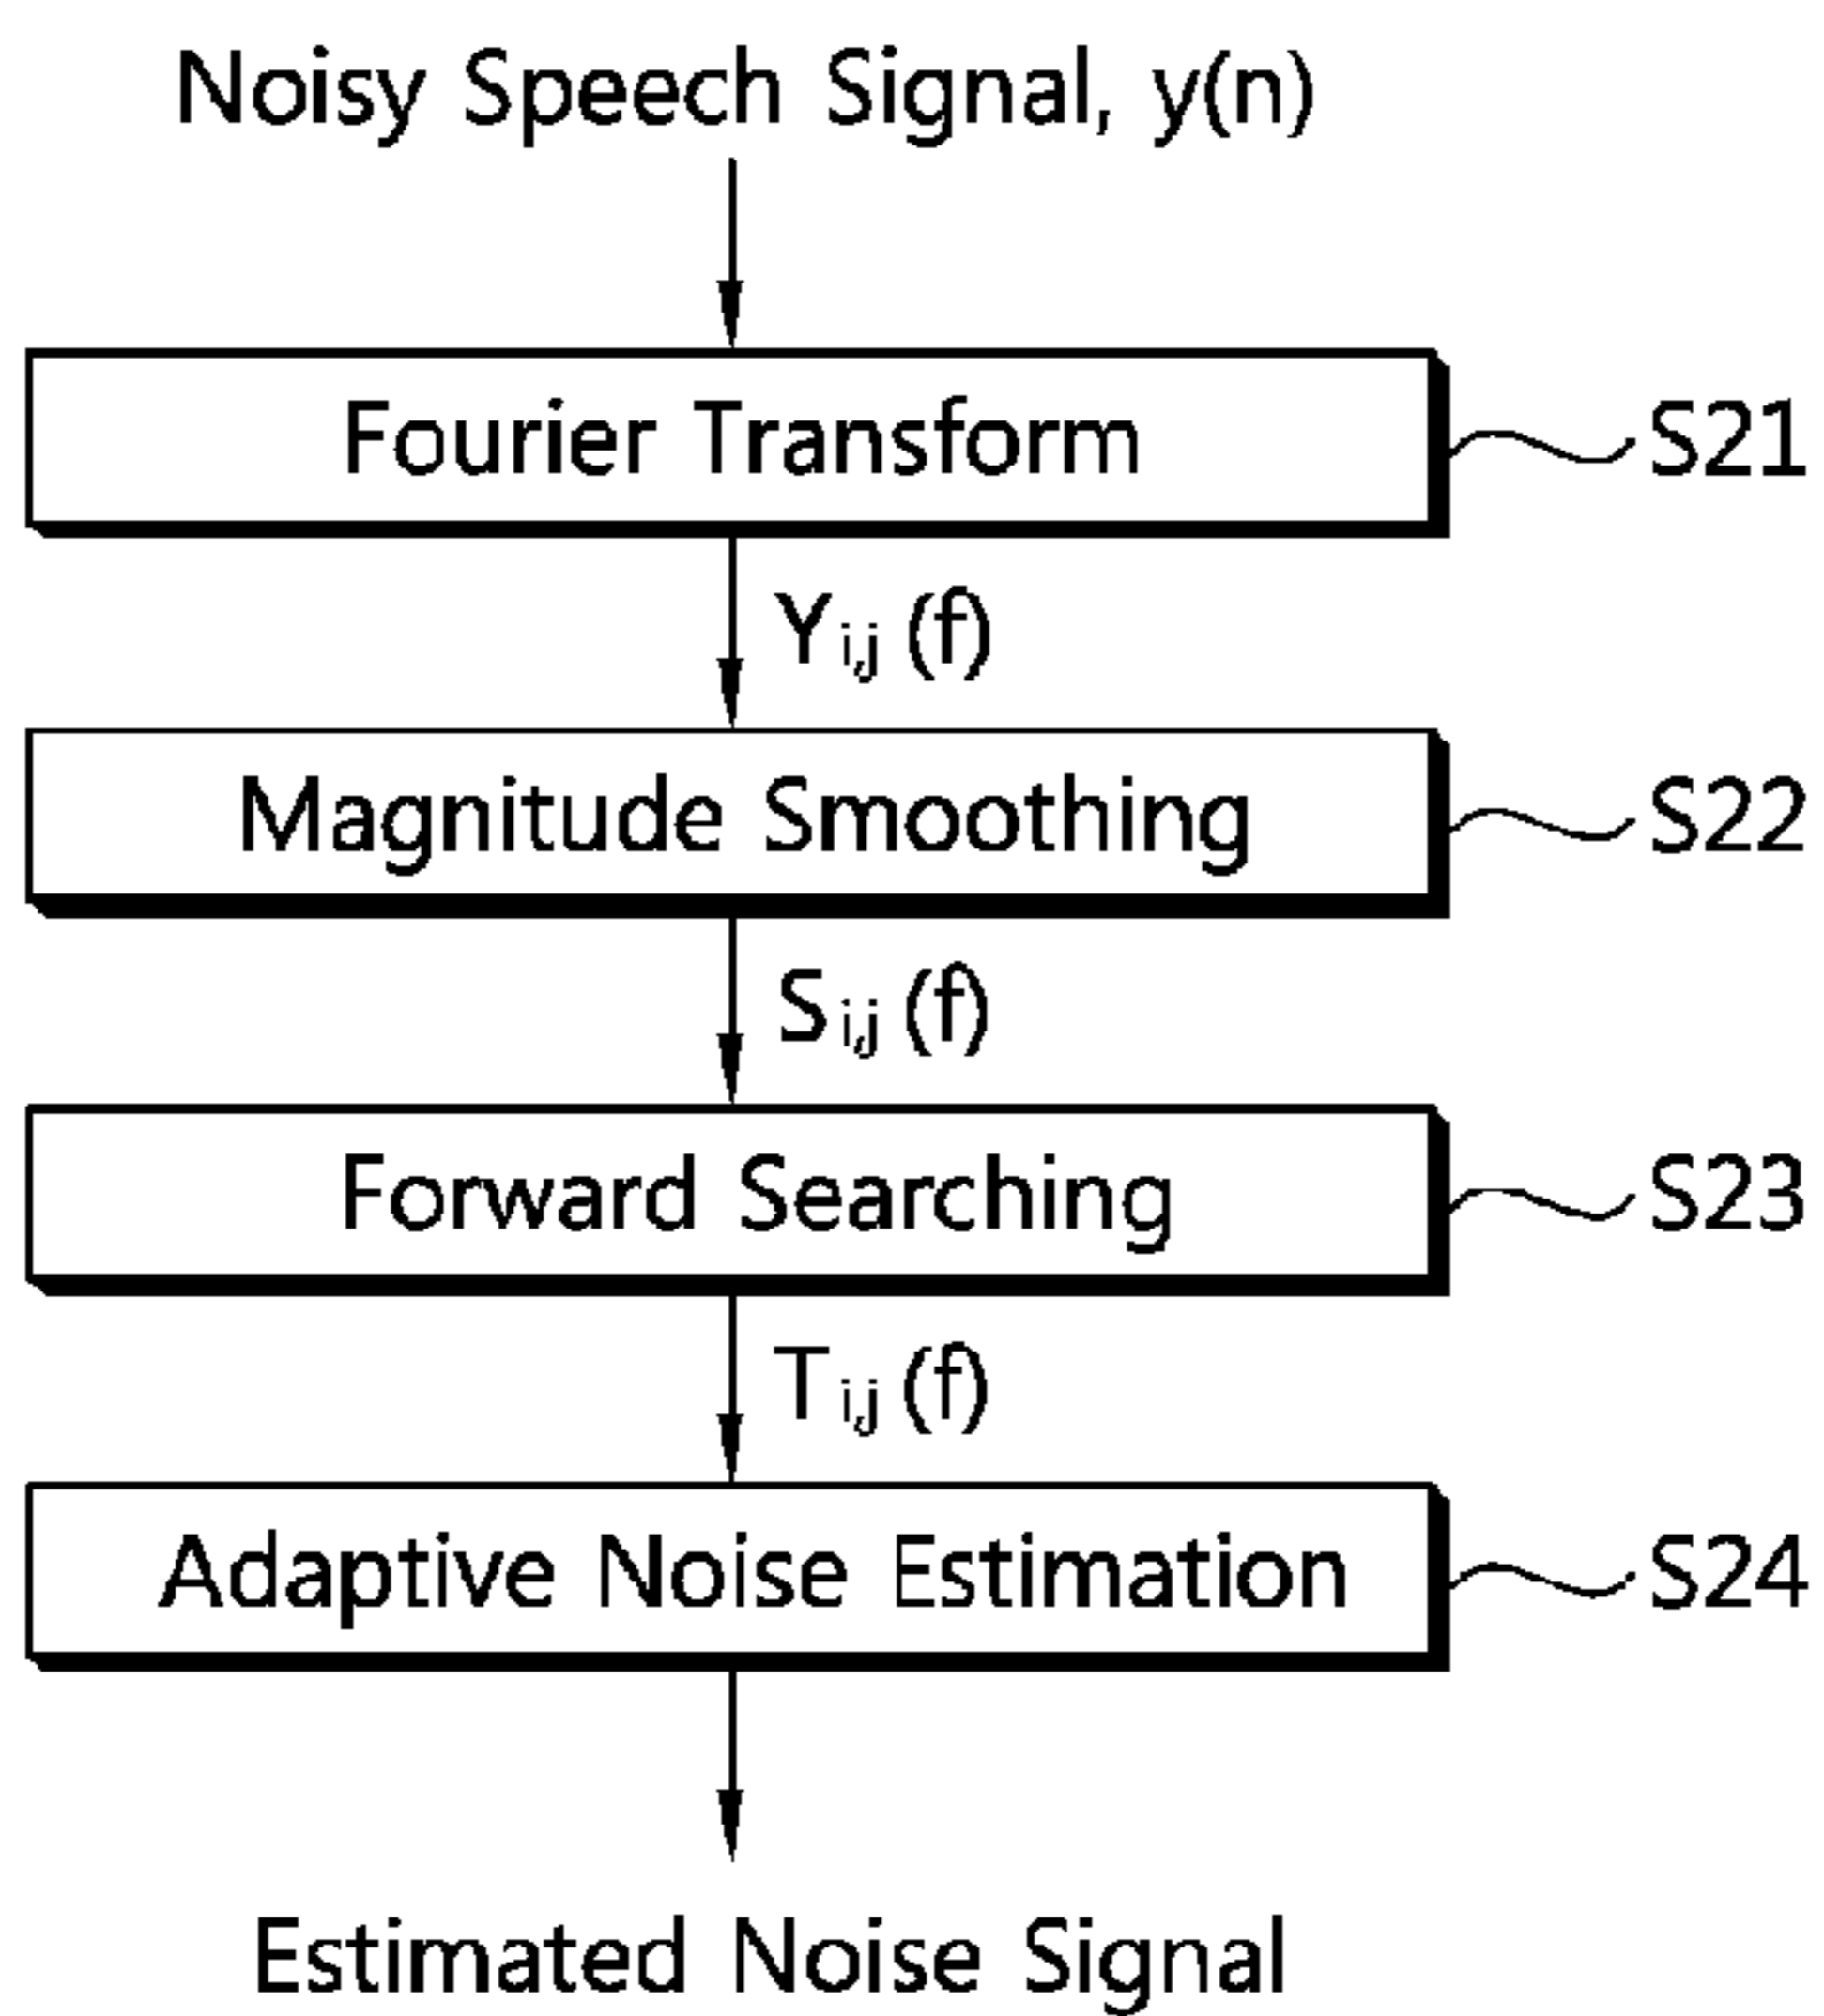 Noisy Speech Signal, y(n)
Fourier Transform
S21
Yi,j (f)
Magnitude Smoothing
S22
Si,j (f)
Forward Searching
S23
Ti,j (f)
Adaptive Noise Estimation
S24
Estimated Noise Signal